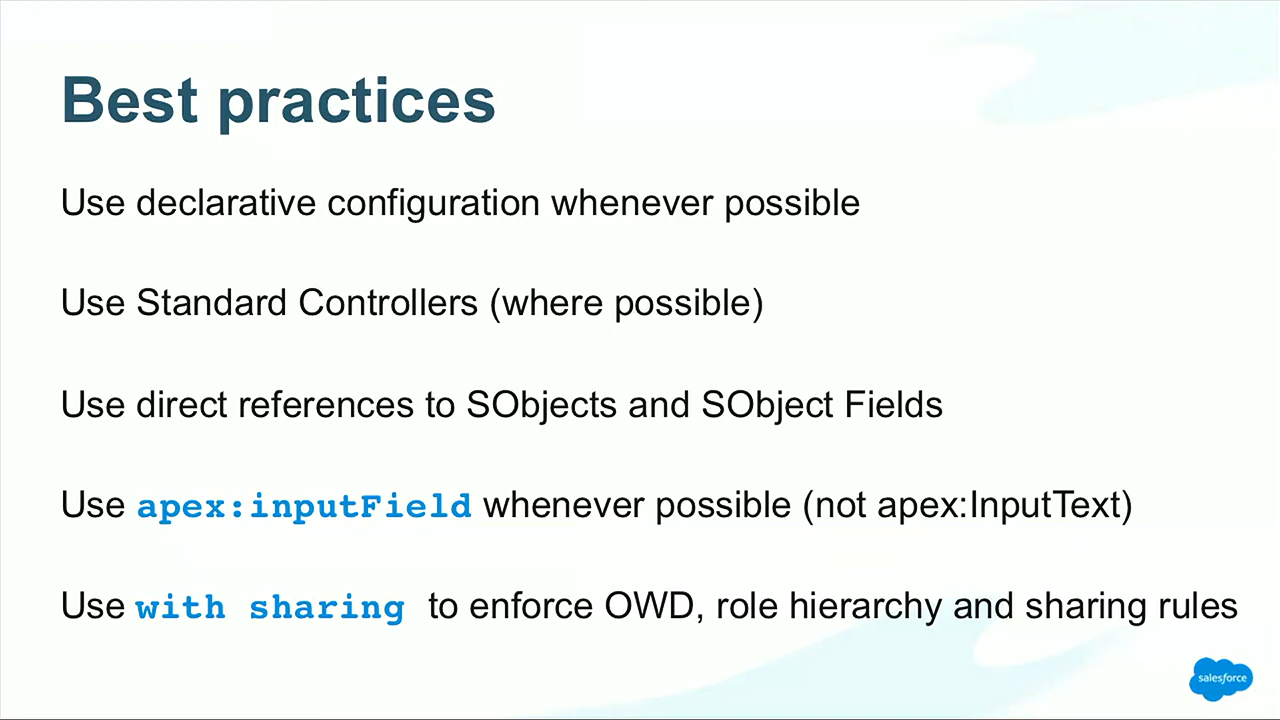 Best practices
Use declarative configuration whenever possible
Use Standard Controllers (where possible)
Use direct references to SObjects and SObject Fields
Use apex:inputField whenever possible (not apex:InputText)
Use with sharing to enforce OWD, role hierarchy and sharing rules
salesforce